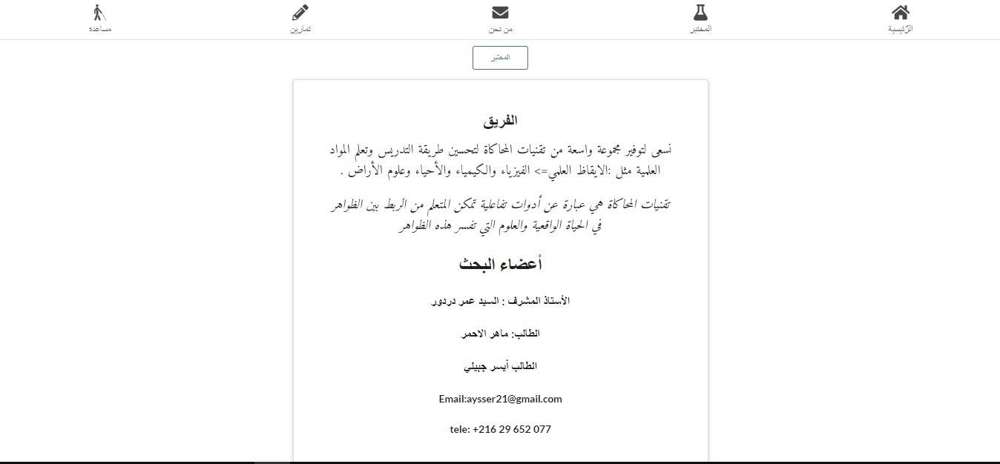 الرّئيسية
المختبر
من نحن
تمارين
مساعدة
المختبر
الفريق
نسعى لتوفير مجموعة واسعة من تقنيات المحاكاة لتحسين طريقة التدريس وتعلم المواد
العلمية مثل :الايقاظ العلمي=> الفيزياء والكيمياء والأحياء وعلوم الأراض .
تقنيات المحاكاة هي عبارة عن أدوات تفاعلية تمكن المتعلم من الربط بين الظواهر
في الحياة الواقعية والعلوم التي تفسر هذه الظواهر
أعضاء البحث
الأستاذ المشرف : السيد عمر دردور
الطالب: ماهر الاحمر
الطالب أيسر جبيلي
Email:aysser21@gmail.com
tele: +216 29 652 077